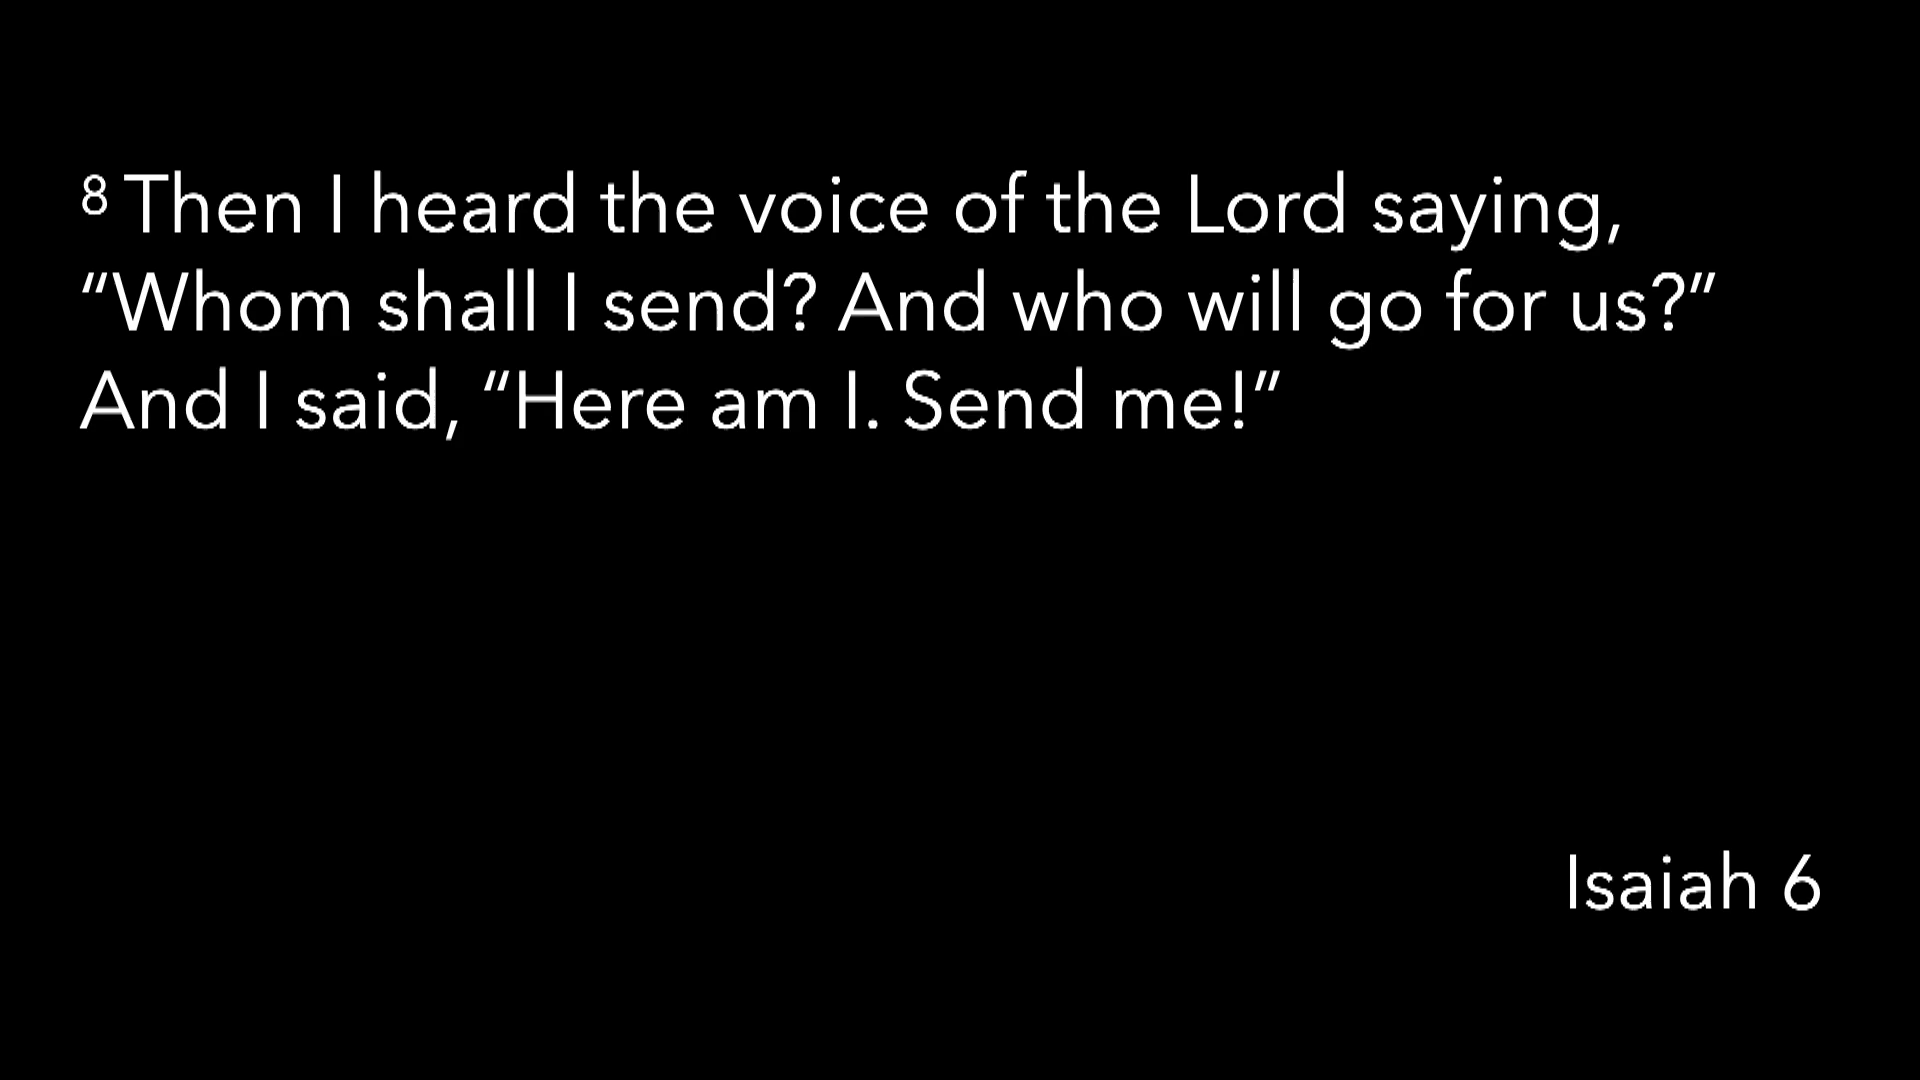 ⁸ Then I heard the voice of the Lord saying,
“Whom shall I send? And who will go for us?”
And I said, “Here am I. Send me!”
Isaiah 6